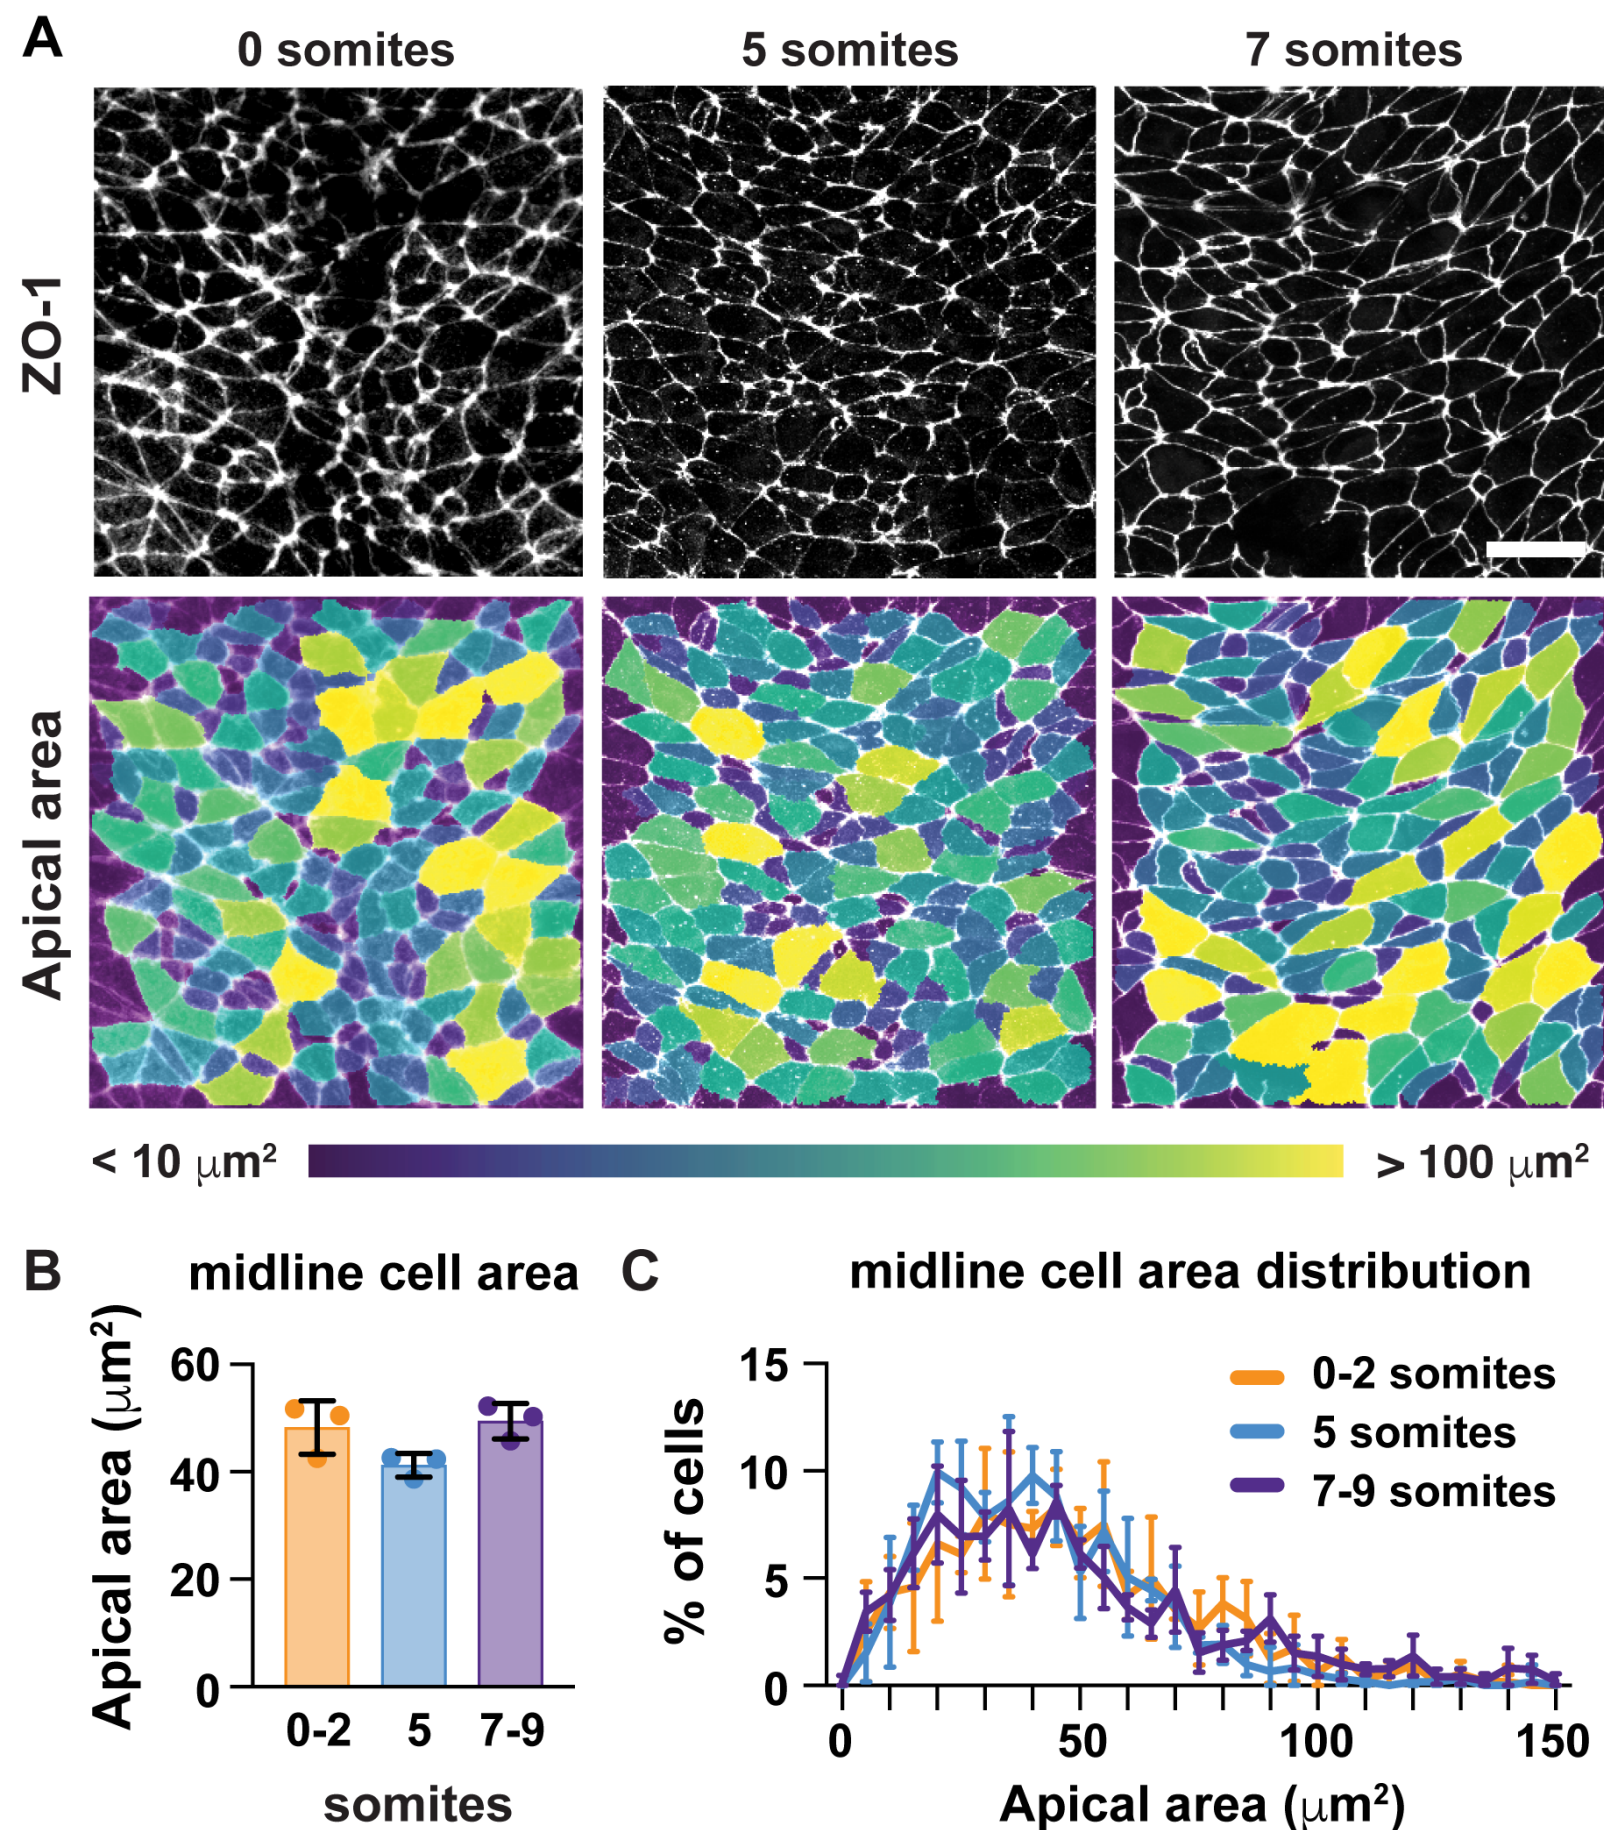 A
0 somites
5 somites
7 somites
ZO-1
Apical area
< 10 μm²
> 100 μm²
B
midline cell area
Apical area (μm²)
60
40
20
0
0-2
5
7-9
somites
C
midline cell area distribution
% of cells
15
10
5
0
0-2 somites
5 somites
7-9 somites
0
50
100
150
Apical area (μm²)